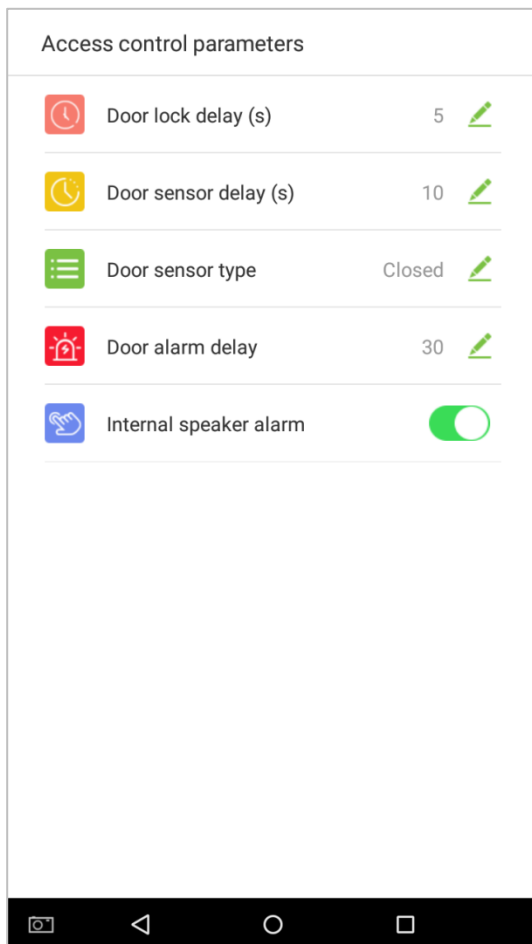 Access control parameters
Door lock delay (s) 5
Door sensor delay (s) 10
Door sensor type Closed
Door alarm delay 30
Internal speaker alarm